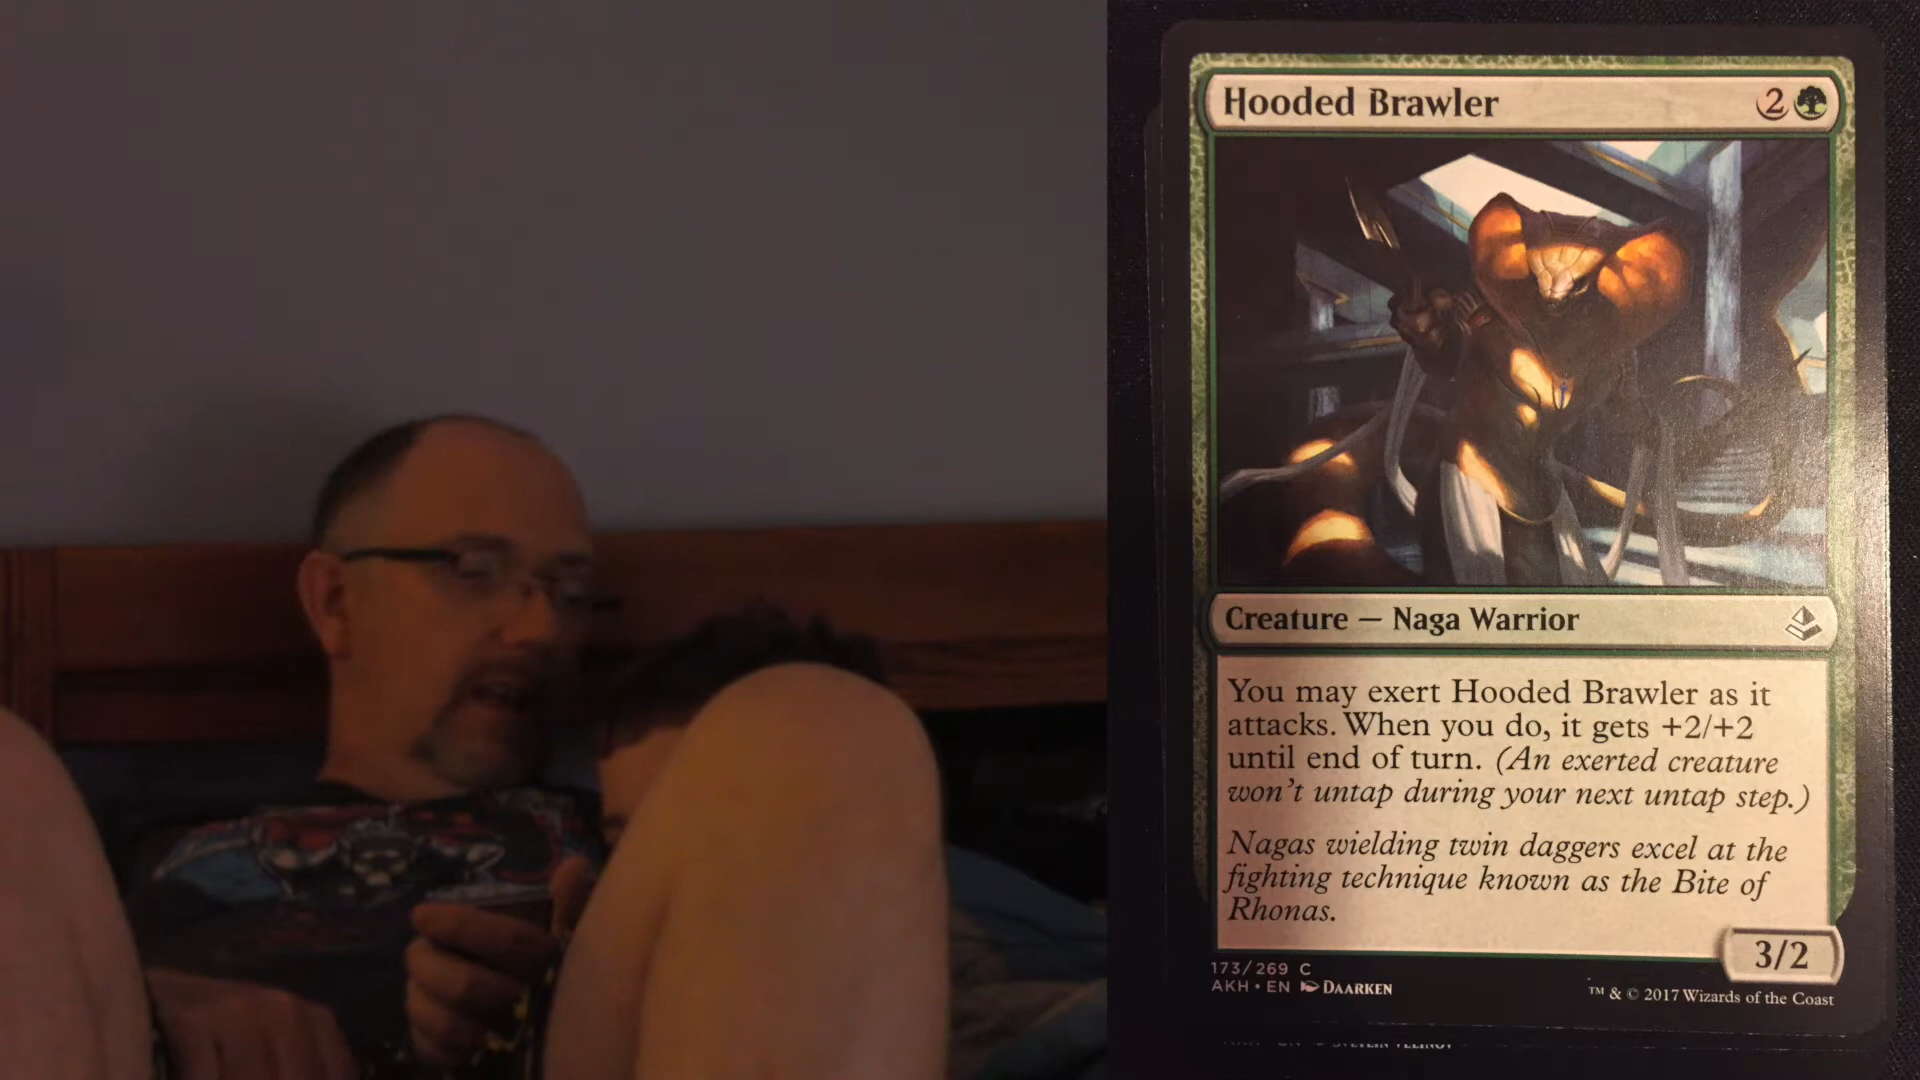 Hooded Brawler 2
Creature — Naga Warrior
You may exert Hooded Brawler as it
attacks. When you do, it gets +2/+2
until end of turn. (An exerted creature
won't untap during your next untap step.)
Nagas wielding twin daggers excel at the
fighting technique known as the Bite of
Rhonas.
3/2
173/269 C
AKH • EN DAARKEN
™ & © 2017 Wizards of the Coast